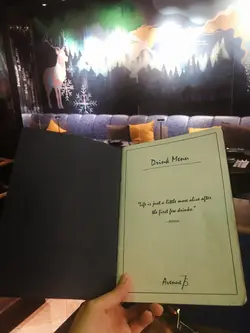 Drink Menu
"Life is just a little more alive after
the first few drinks."
Avenue